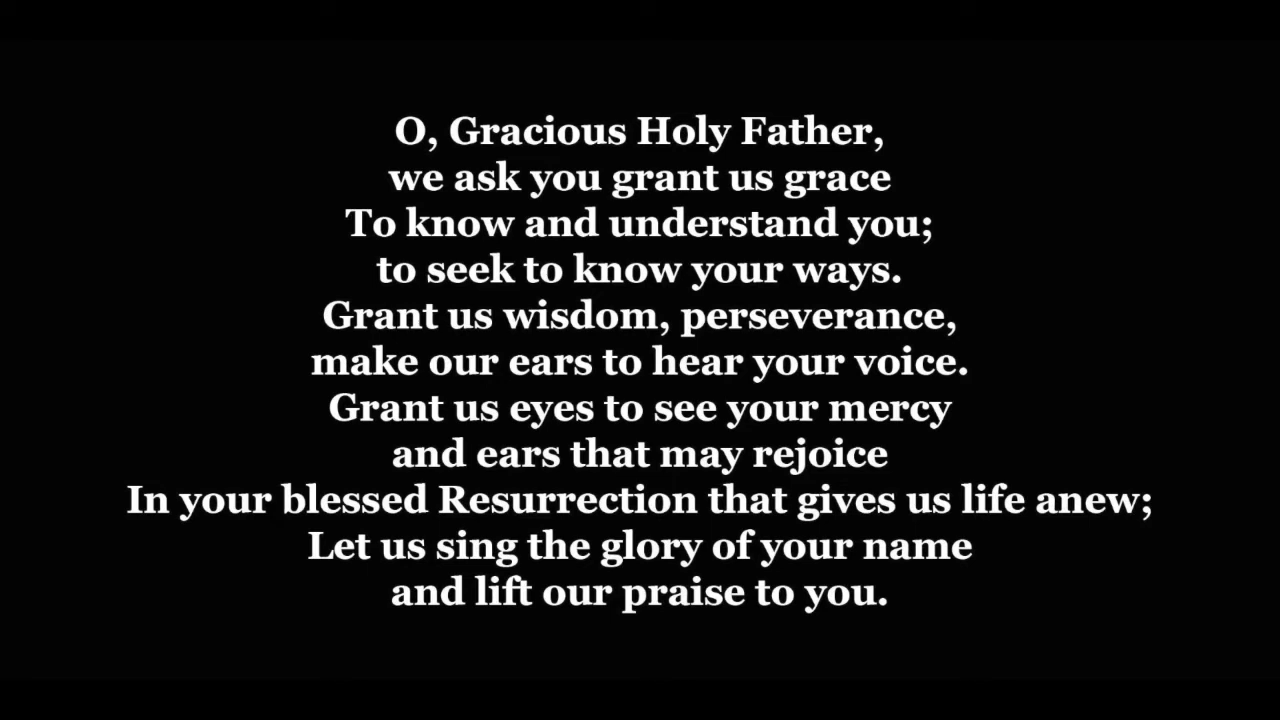 O, Gracious Holy Father,
we ask you grant us grace
To know and understand you;
to seek to know your ways.
Grant us wisdom, perseverance,
make our ears to hear your voice.
Grant us eyes to see your mercy
and ears that may rejoice
In your blessed Resurrection that gives us life anew;
Let us sing the glory of your name
and lift our praise to you.